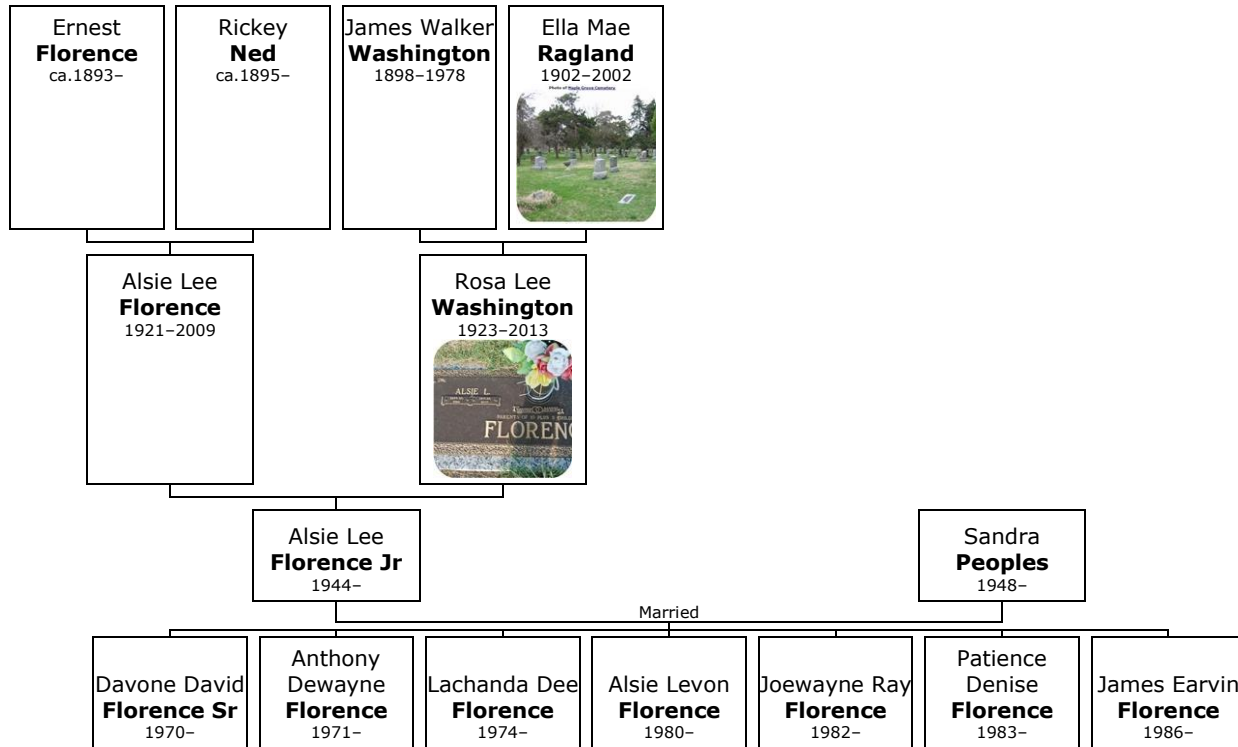 Ernest
Florence
ca.1893–
Rickey
Ned
ca.1895–
James Walker
Washington
1898–1978
Ella Mae
Ragland
1902–2002
Photo of Maple Grove Cemetery
Alsie Lee
Florence
1921–2009
Rosa Lee
Washington
1923–2013
ALSIE L.
FLOREN
Alsie Lee
Florence Jr
1944–
Sandra
Peoples
1948–
Married
Davone David
Florence Sr
1970–
Anthony
Dewayne
Florence
1971–
Lachanda Dee
Florence
1974–
Alsie Levon
Florence
1980–
Joewayne Ray
Florence
1982–
Patience
Denise
Florence
1983–
James Earvin
Florence
1986–